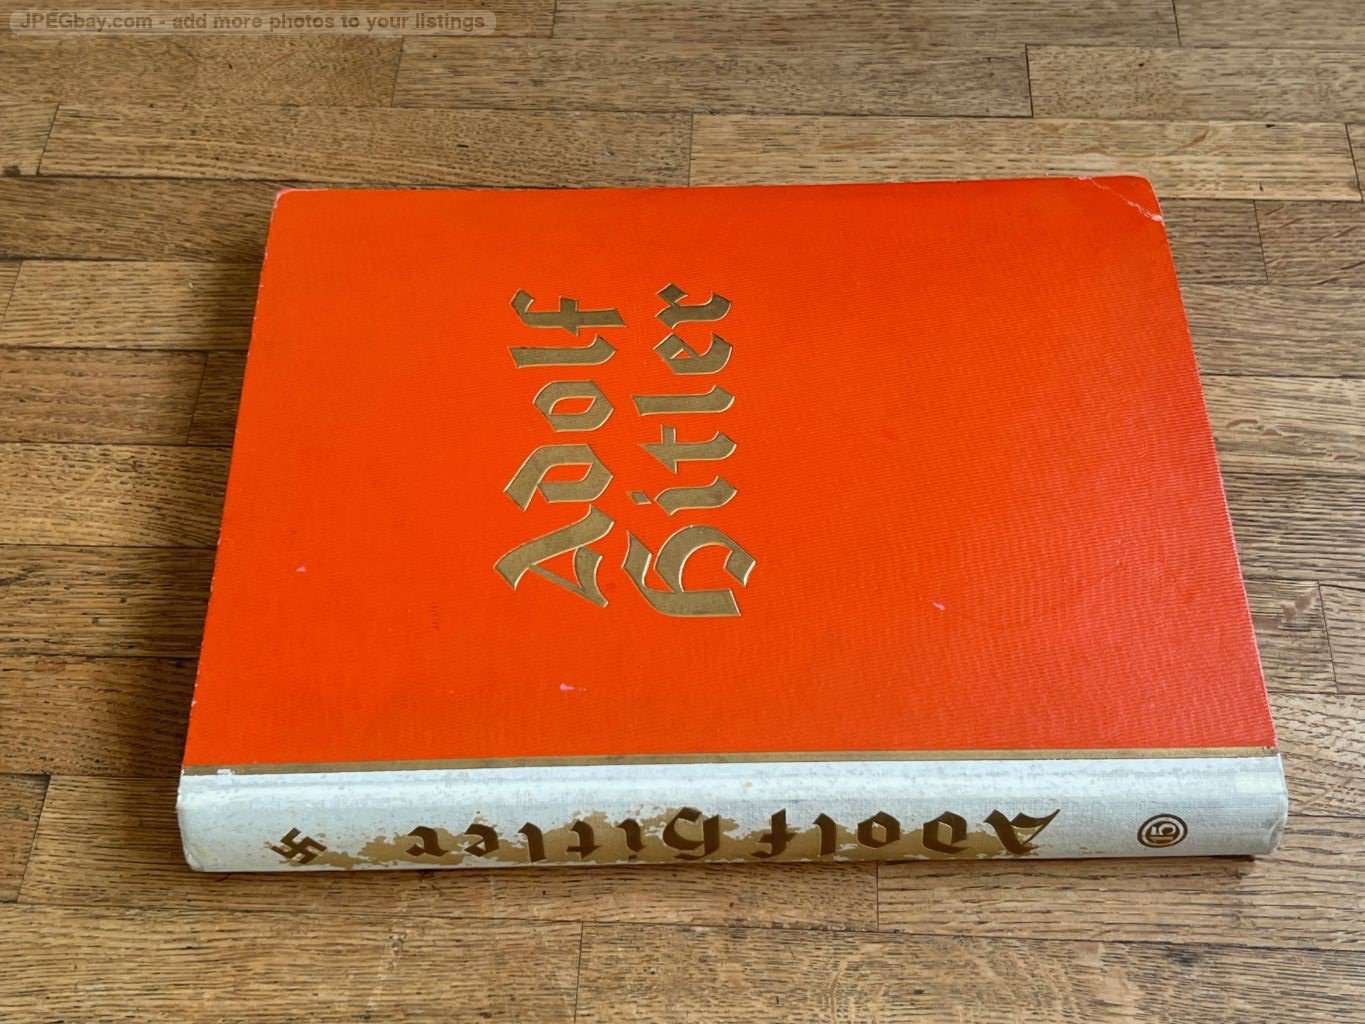 JPEGbay.com - add more photos to your listings
Adolf
Hitler
Adolf Hitler
15